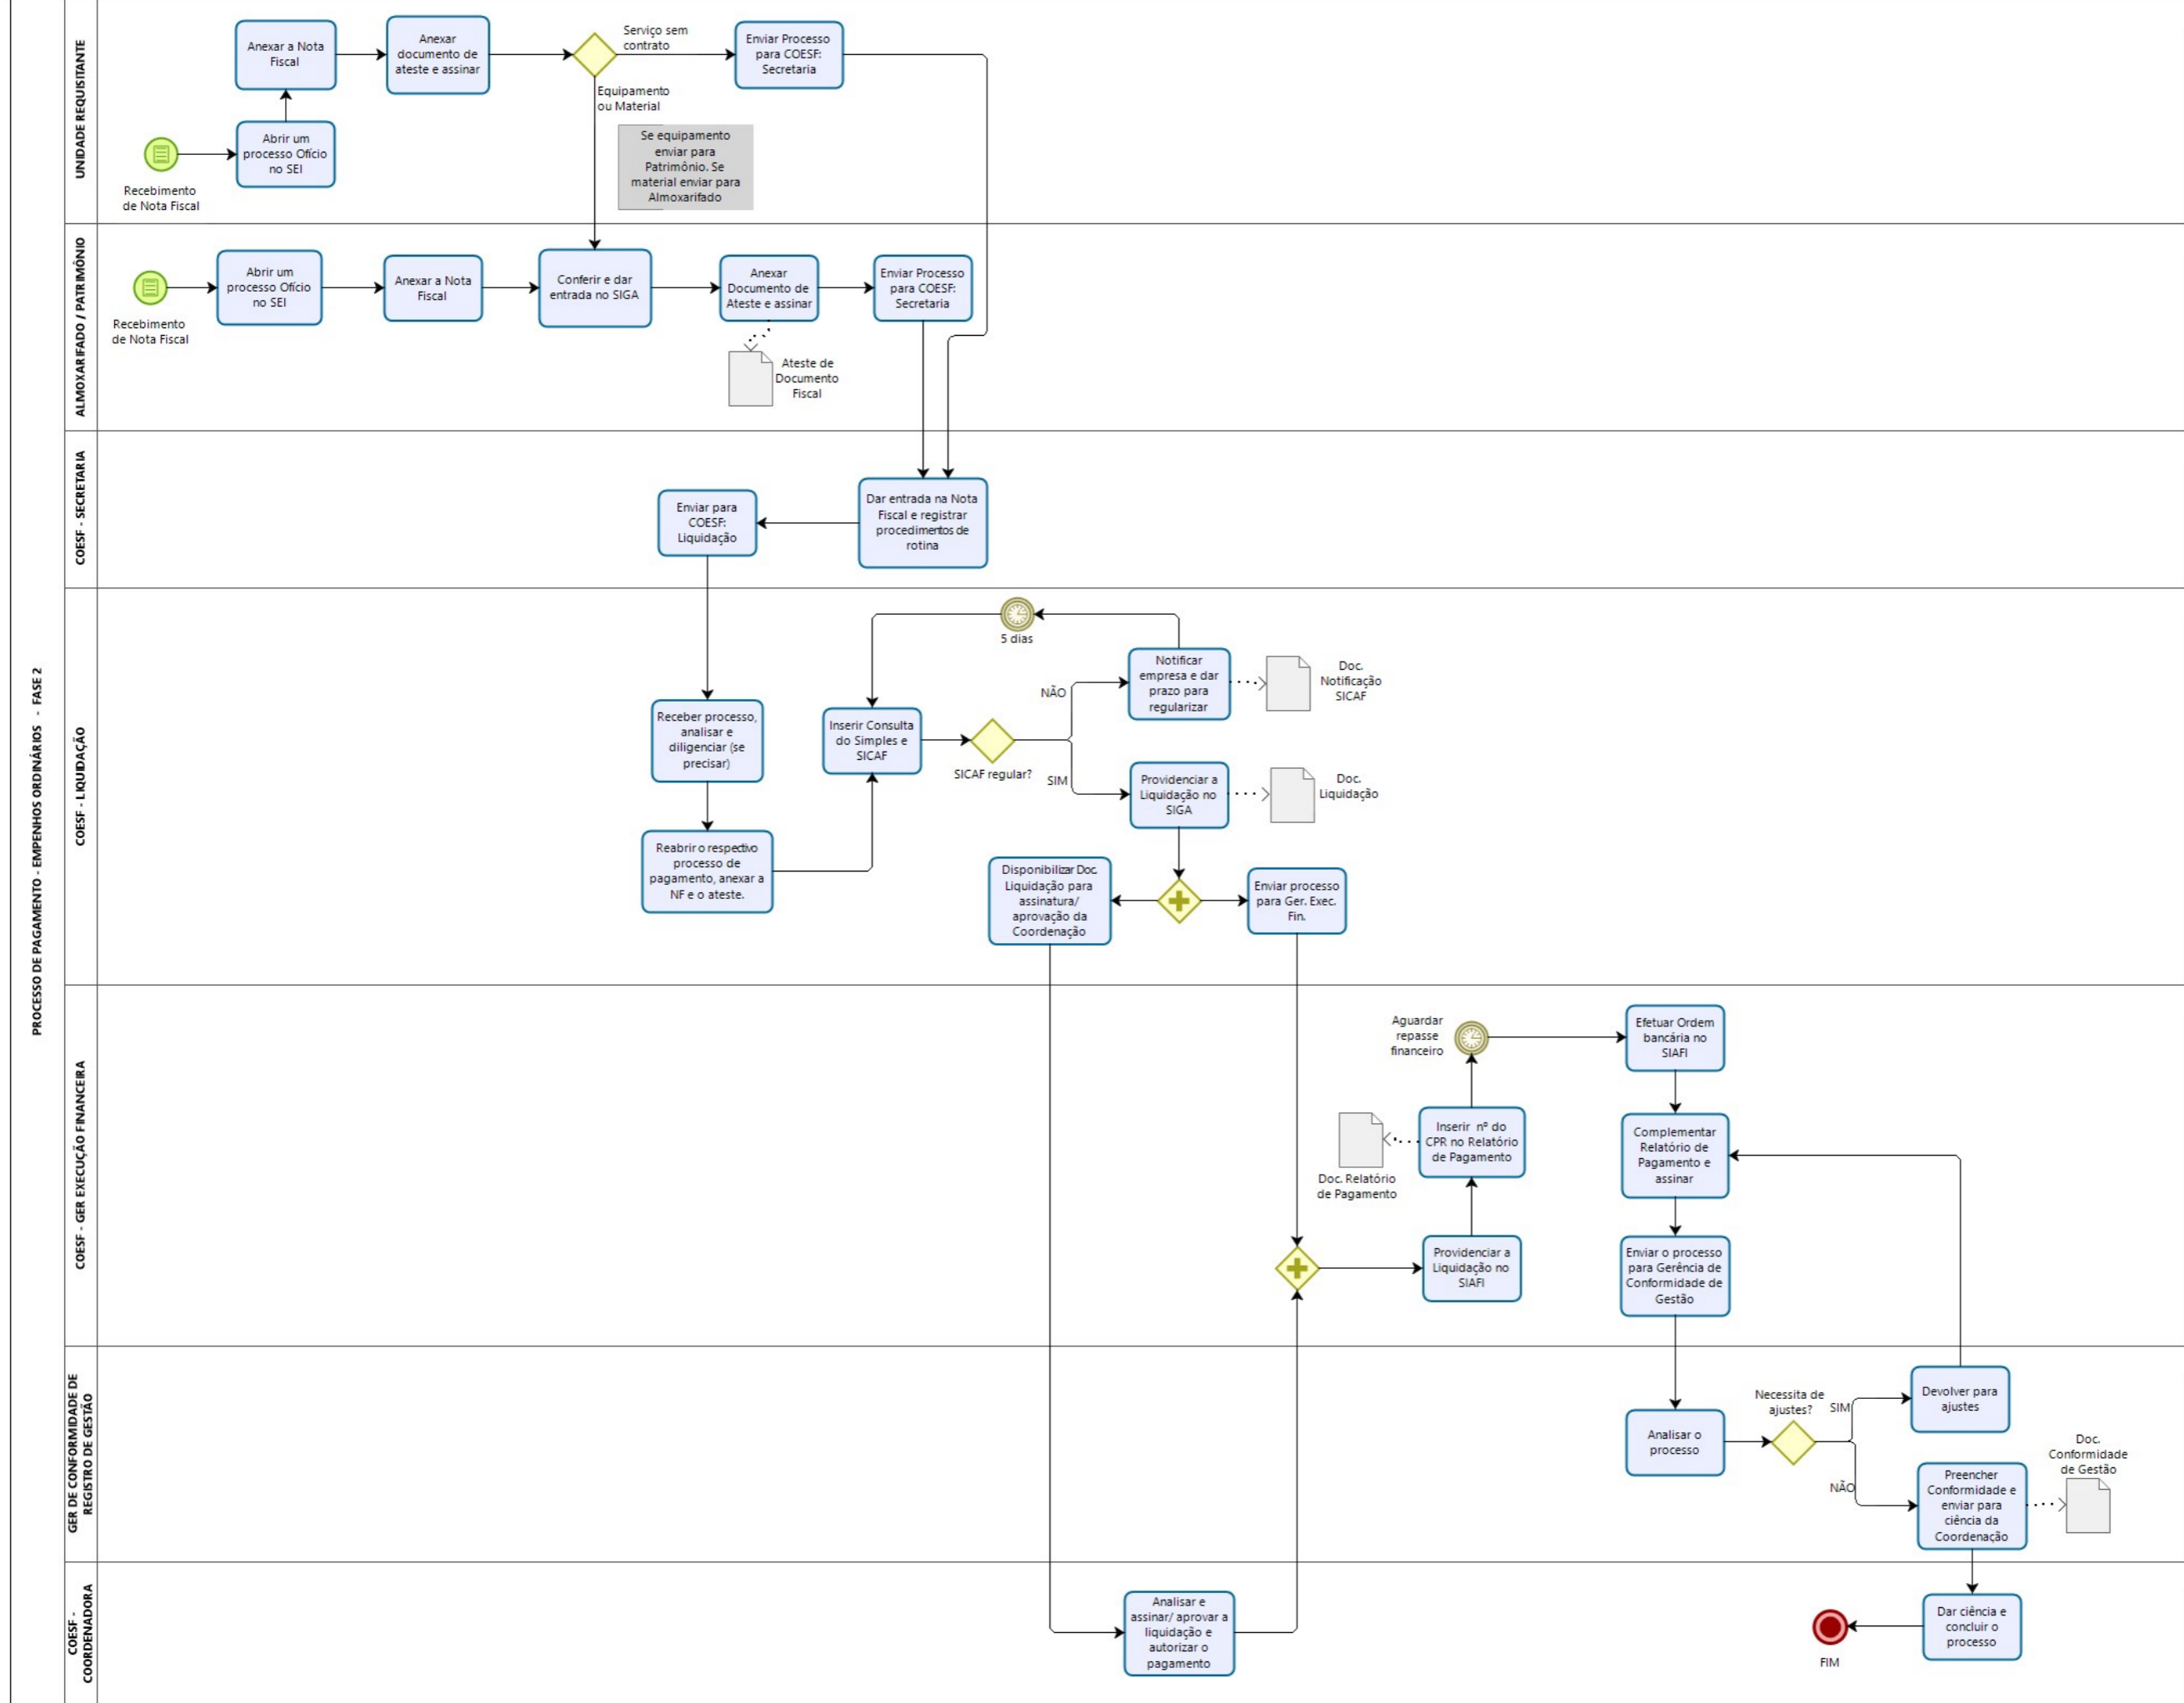 PROCESSO DE PAGAMENTO - EMPENHOS ORDINÁRIOS - FASE 2
UNIDADE REQUISITANTE
Recebimento
de Nota Fiscal
Abrir um
processo Ofício
no SEI
Anexar a Nota
Fiscal
Anexar
documento de
ateste e assinar
Serviço sem
contrato
Enviar Processo
para COESF:
Secretaria
Equipamento
ou Material
Se equipamento
enviar para
Patrimônio. Se
material enviar para
Almoxarifado
ALMOXARIFADO / PATRIMÔNIO
Recebimento
de Nota Fiscal
Abrir um
processo Ofício
no SEI
Anexar a Nota
Fiscal
Conferir e dar
entrada no SIGA
Anexar
Documento de
Ateste e assinar
Enviar Processo
para COESF:
Secretaria
Ateste de
Documento
Fiscal
COESF - SECRETARIA
Dar entrada na Nota
Fiscal e registrar
procedimentos de
rotina
Enviar para
COESF:
Liquidação
COESF - LIQUIDAÇÃO
Receber processo,
analisar e
diligenciar (se
precisar)
Reabrir o respectivo
processo de
pagamento, anexar a
NF e o ateste.
Inserir Consulta
do Simples e
SICAF
SICAF regular?
5 dias
NÃO
Notificar
empresa e dar
prazo para
regularizar
Doc.
Notificação
SICAF
SIM
Providenciar a
Liquidação no
SIGA
Doc.
Liquidação
Disponibilizar Doc.
Liquidação para
assinatura/
aprovação da
Coordenação
Enviar processo
para Ger. Exec.
Fin.
COESF - GER EXECUÇÃO FINANCEIRA
Providenciar a
Liquidação no
SIAFI
Inserir nº do
CPR no Relatório
de Pagamento
Doc. Relatório
de Pagamento
Aguardar
repasse
financeiro
Efetuar Ordem
bancária no
SIAFI
Complementar
Relatório de
Pagamento e
assinar
Enviar o processo
para Gerência de
Conformidade de
Gestão
GER DE CONFORMIDADE DE
REGISTRO DE GESTÃO
Analisar o
processo
Necessita de
ajustes?
SIM
Devolver para
ajustes
NÃO
Preencher
Conformidade e
enviar para
ciência da
Coordenação
Doc.
Conformidade
de Gestão
COESF -
COORDENADORA
Analisar e
assinar/ aprovar a
liquidação e
autorizar o
pagamento
Dar ciência e
concluir o
processo
FIM